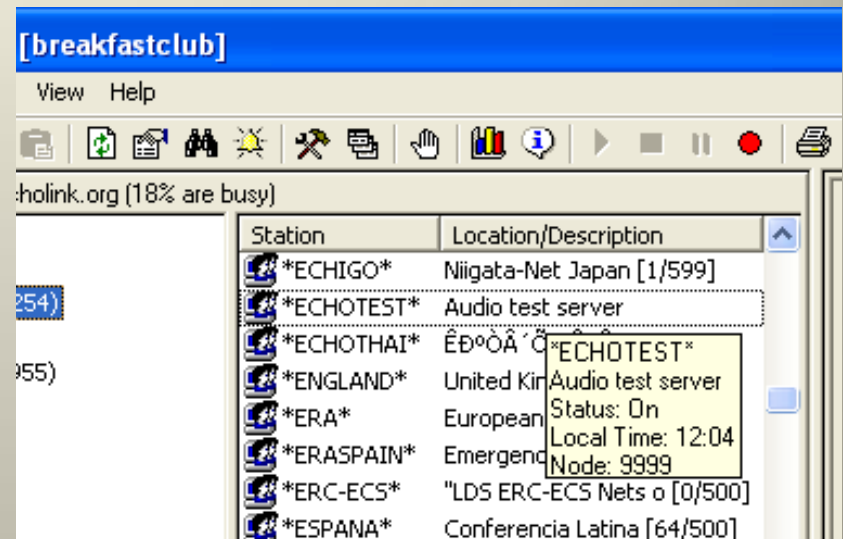 [breakfastclub]
View Help
cholink.org (18% are busy)
254)
955)
Station Location/Description
*ECHIGO* Niigata-Net Japan [1/599]
*ECHOTEST* Audio test server
*ECHOTHAI*
*ENGLAND* United Kin
*ERA* European
*ERASPAIN* Emergenc
*ERC-ECS* "LDS ERC-ECS Nets o [0/500]
*ESPANA* Conferencia Latina [64/500]
*ECHOTEST*
Audio test server
Status: On
Local Time: 12:04
Node: 9999